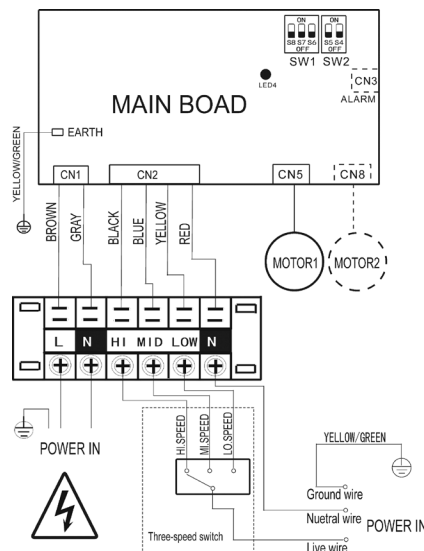 ON ON
S8 S7 S6 S5 S4
OFF OFF
SW1 SW2
LED4
CN3
ALARM
MAIN BOAD
EARTH
YELLOW/GREEN
CN1 CN2 CN5 CN8
BROWN
GRAY
BLACK
BLUE
YELLOW
RED
MOTOR1 MOTOR2
L N HI MID LOW N
POWER IN
HI.SPEED
MI.SPEED
LO.SPEED
YELLOW/GREEN
Ground wire
Nuetral wire
POWER IN
Three-speed switch
Live wire